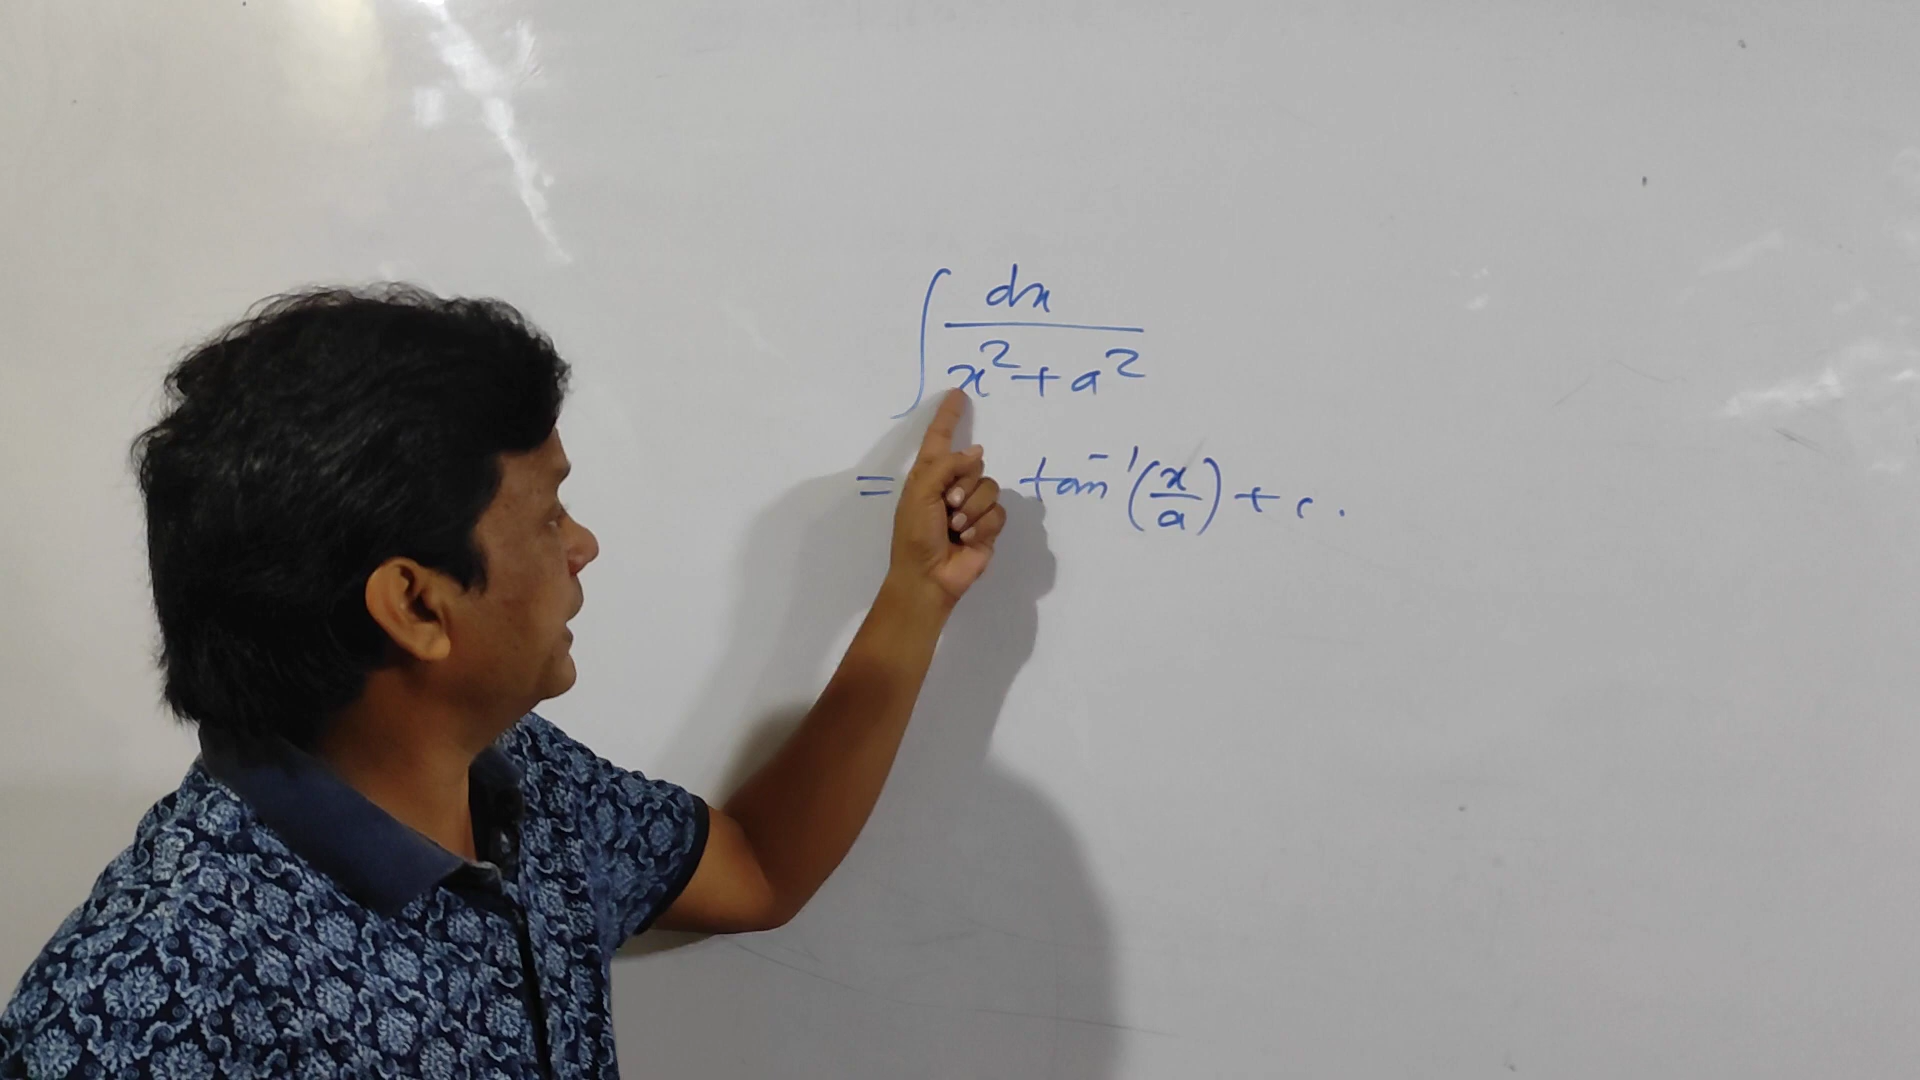 ∫ dx / (x² + a²)
= tan⁻¹(x/a) + c.